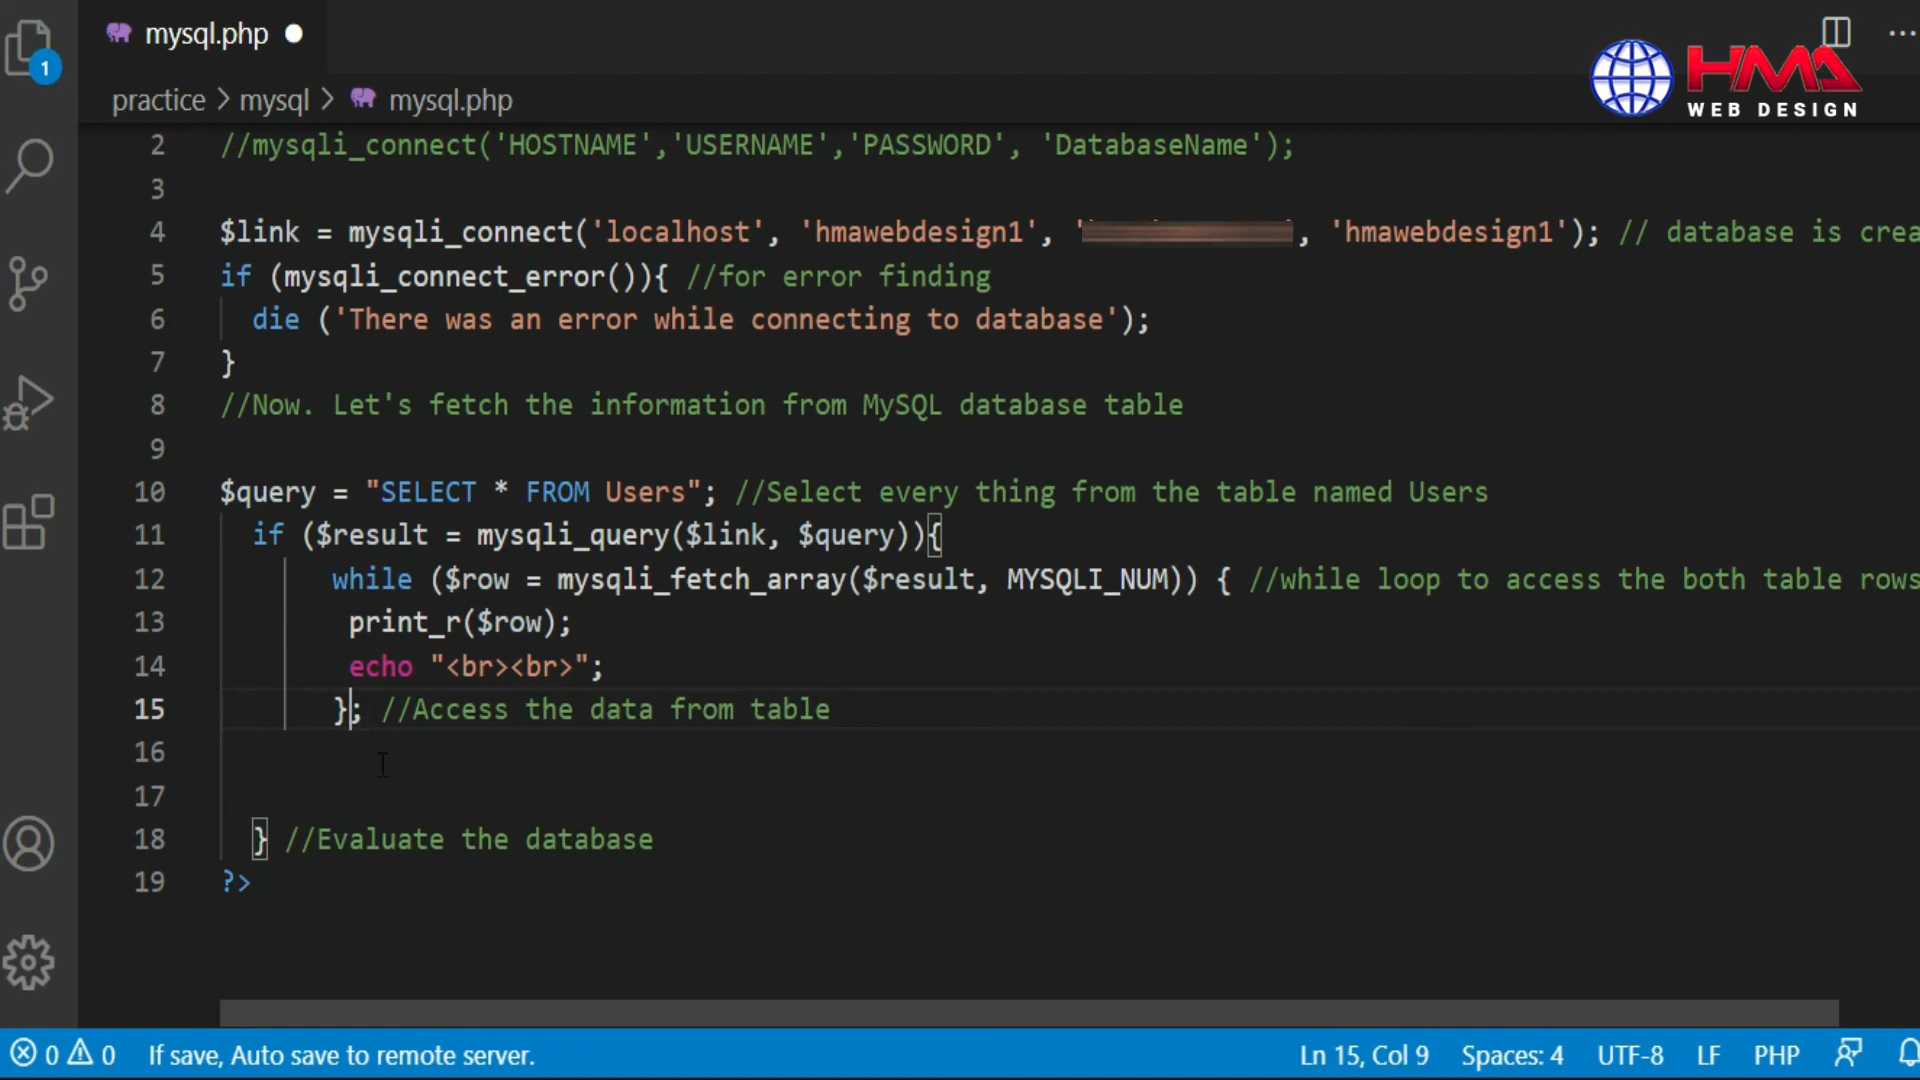 mysql.php
HMA
WEB DESIGN
1
practice > mysql > mysql.php
2 //mysqli_connect('HOSTNAME','USERNAME','PASSWORD', 'DatabaseName');
3
4 $link = mysqli_connect('localhost', 'hmawebdesign1', ' ', 'hmawebdesign1'); // database is crea
5 if (mysqli_connect_error()){ //for error finding
6 die ('There was an error while connecting to database');
7 }
8 //Now. Let's fetch the information from MySQL database table
9
10 $query = "SELECT * FROM Users"; //Select every thing from the table named Users
11 if ($result = mysqli_query($link, $query)){
12 while ($row = mysqli_fetch_array($result, MYSQLI_NUM)) { //while loop to access the both table rows
13 print_r($row);
14 echo "<br><br>";
15 }; //Access the data from table
16
17
18 } //Evaluate the database
19 ?>
0 0 If save, Auto save to remote server. Ln 15, Col 9 Spaces: 4 UTF-8 LF PHP